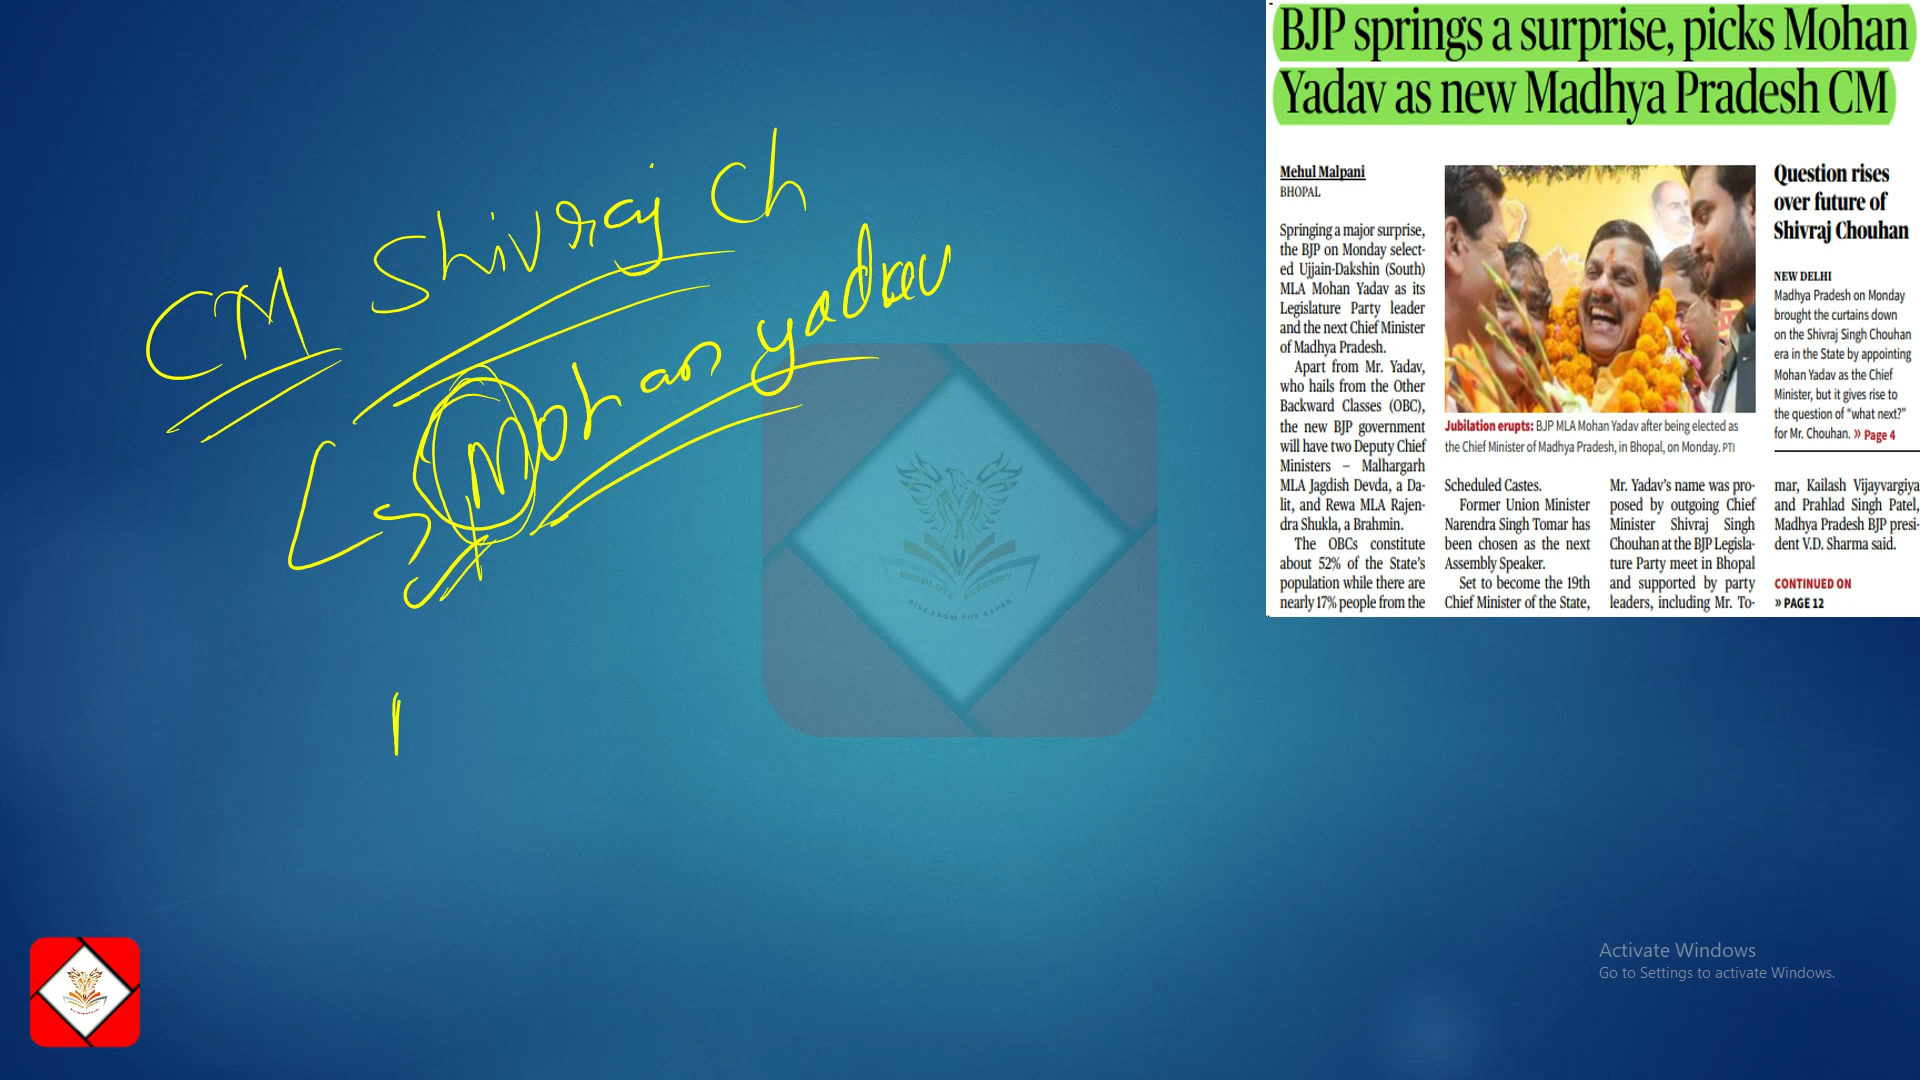 BJP springs a surprise, picks Mohan
Yadav as new Madhya Pradesh CM
Mehul Malpani
BHOPAL
Springing a major surprise,
the BJP on Monday select-
ed Ujjain-Dakshin (South)
MLA Mohan Yadav as its
Legislature Party leader
and the next Chief Minister
of Madhya Pradesh.
Apart from Mr. Yadav,
who hails from the Other
Backward Classes (OBC),
the new BJP government
will have two Deputy Chief
Ministers – Malhargarh
MLA Jagdish Devda, a Da-
lit, and Rewa MLA Rajen-
dra Shukla, a Brahmin.
The OBCs constitute
about 52% of the State's
population while there are
nearly 17% people from the
Jubilation erupts: BJP MLA Mohan Yadav after being elected as
the Chief Minister of Madhya Pradesh, in Bhopal, on Monday. PTI
Scheduled Castes.
Former Union Minister
Narendra Singh Tomar has
been chosen as the next
Assembly Speaker.
Set to become the 19th
Chief Minister of the State,
Mr. Yadav's name was pro-
posed by outgoing Chief
Minister Shivraj Singh
Chouhan at the BJP Legisla-
ture Party meet in Bhopal
and supported by party
leaders, including Mr. To-
mar, Kailash Vijayvargiya
and Prahlad Singh Patel,
Madhya Pradesh BJP presi-
dent V.D. Sharma said.
CONTINUED ON
» PAGE 12
Question rises
over future of
Shivraj Chouhan
NEW DELHI
Madhya Pradesh on Monday
brought the curtains down
on the Shivraj Singh Chouhan
era in the State by appointing
Mohan Yadav as the Chief
Minister, but it gives rise to
the question of "what next?"
for Mr. Chouhan. » Page 4
CM Shivraj Ch
Mohan Yadav
RESOLUTE ACADEMY
RISE FROM THE ASHES
Activate Windows
Go to Settings to activate Windows.